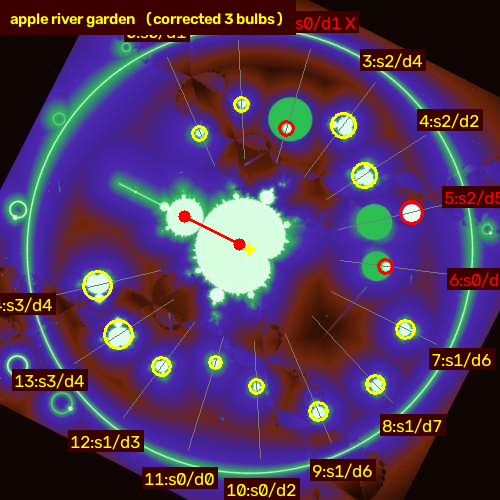 apple river garden (corrected 3 bulbs)
s0/d1 X
3:s2/d4
4:s2/d2
5:s2/d5
6:s0/d
7:s1/d6
8:s1/d7
9:s1/d6
10:s0/d2
11:s0/d0
12:s1/d3
13:s3/d4
:s3/d4